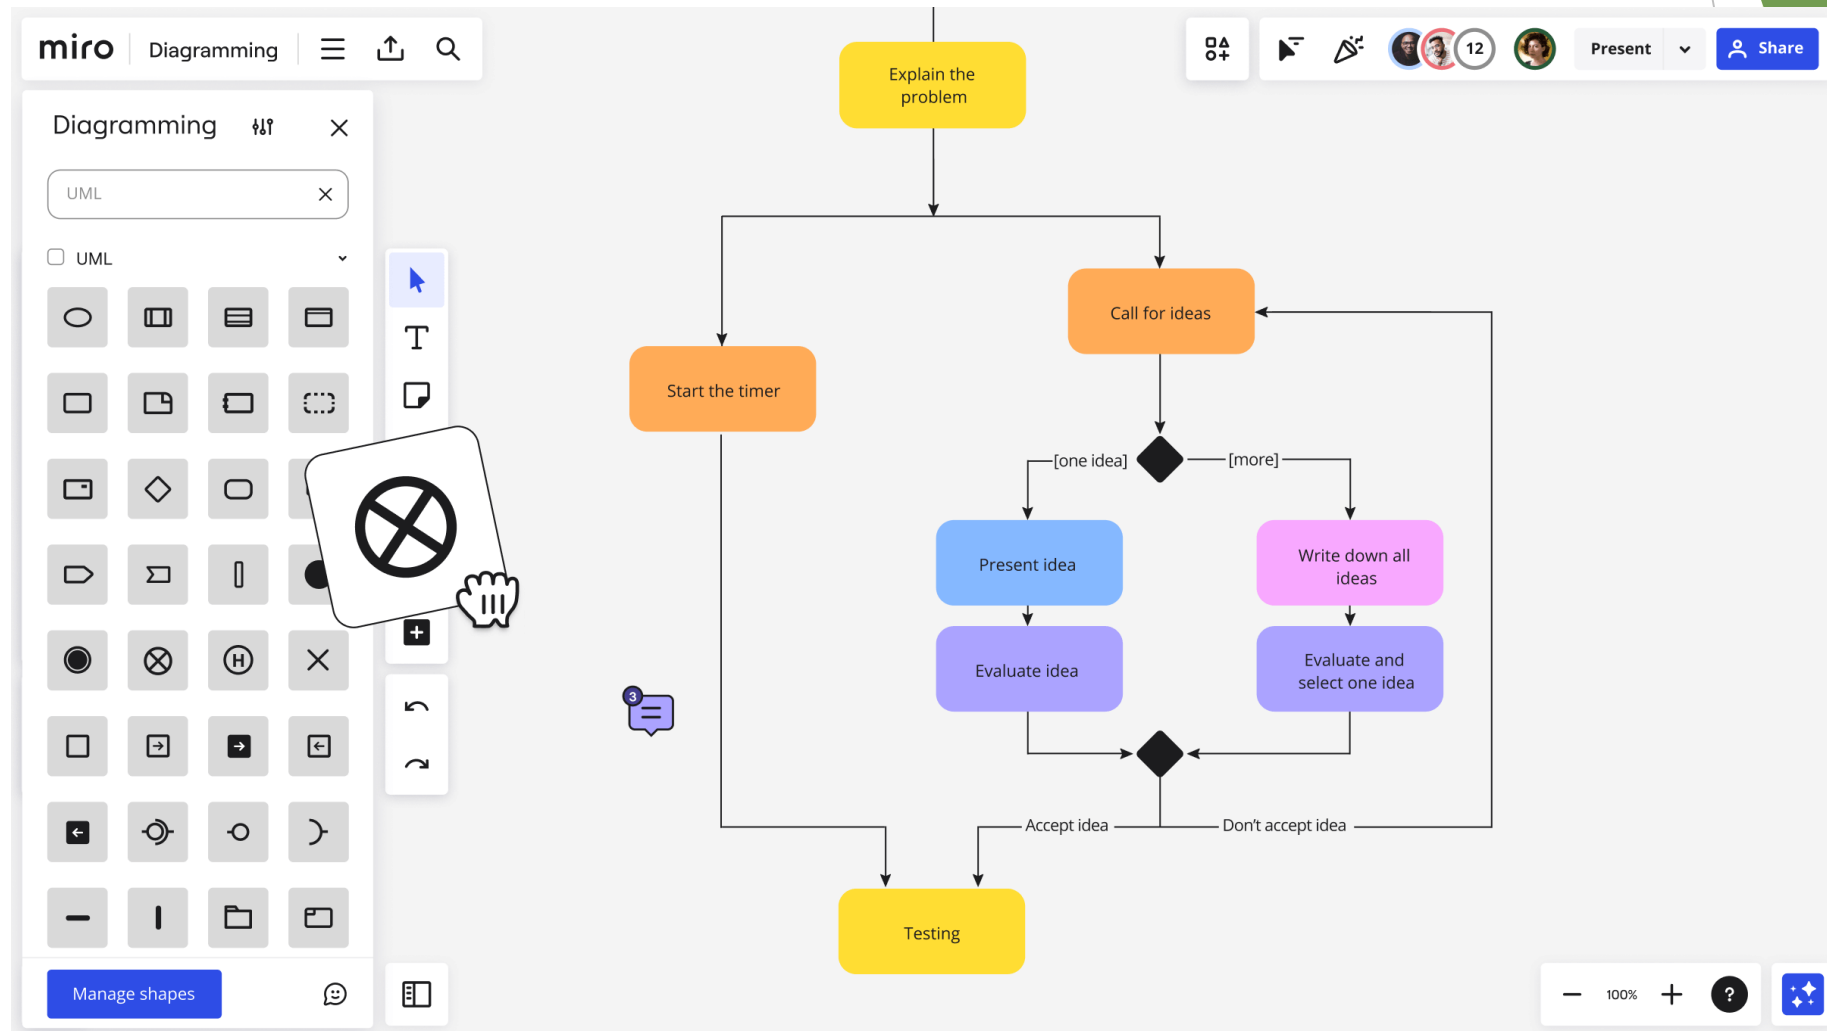 miro
Diagramming
12
Present
Share
Diagramming
UML
UML
H
3
Manage shapes
Explain the
problem
Start the timer
Call for ideas
[one idea]
[more]
Present idea
Write down all
ideas
Evaluate idea
Evaluate and
select one idea
Accept idea
Don’t accept idea
Testing
100%
?